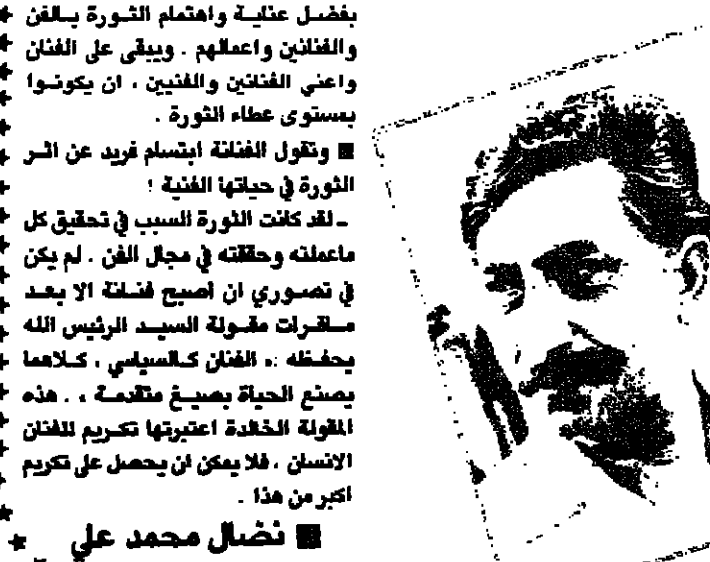 بفضل عناية واهتمام الثورة بالفن
والفنانين واعمالهم . ويبقى على الفنان
واعني الفنانين والفنيين ، ان يكونوا
بمستوى عطاء الثورة .
■ وتقول الفنانة ابتسام فريد عن اثر
الثورة في حياتها الفنية :
ـ لقد كانت الثورة السبب في تحقيق كل
ماعملته وحققته في مجال الفن . لم يكن
في تصوري ان اصبح فنانة الا بعد
ماقرات مقولة السيد الرئيس الله
يحفظه :« الفنان كالسياسي ، كلاهما
يصنع الحياة بصيغ متقدمة » . هذه
المقولة الخالدة اعتبرتها تكريم للفنان
الانسان ، فلا يمكن ان يحصل على تكريم
اكبر من هذا .
■ نضال محمد علي